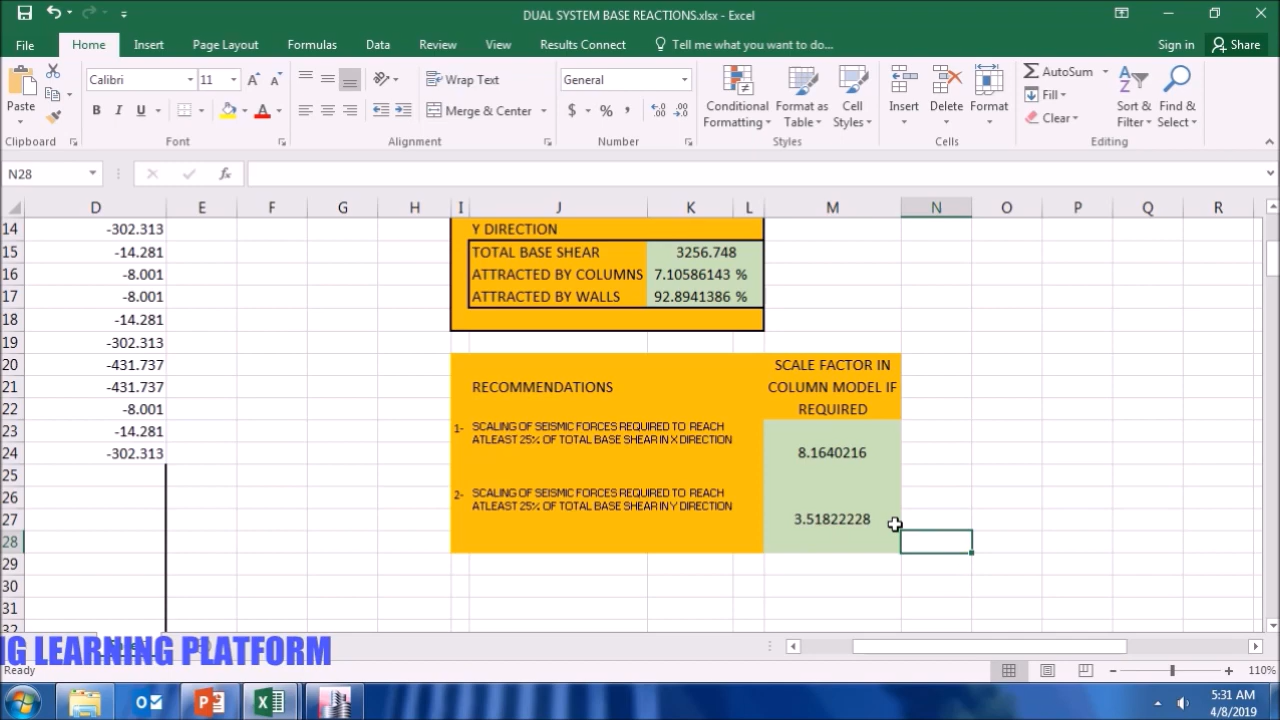 DUAL SYSTEM BASE REACTIONS.xlsx - Excel
File Home Insert Page Layout Formulas Data Review View Results Connect Tell me what you want to do... Sign in Share
Paste
Calibri 11
B I U
Wrap Text
Merge & Center
General
$ % ,
Conditional Formatting
Format as Table
Cell Styles
Insert Delete Format
AutoSum
Fill
Clear
Sort & Filter
Find & Select
Clipboard Font Alignment Number Styles Cells Editing
N28 fx
D E F G H I J K L M N O P Q R
14 -302.313 Y DIRECTION
15 -14.281 TOTAL BASE SHEAR 3256.748
16 -8.001 ATTRACTED BY COLUMNS 7.10586143 %
17 -8.001 ATTRACTED BY WALLS 92.8941386 %
18 -14.281
19 -302.313
20 -431.737 SCALE FACTOR IN
21 -431.737 RECOMMENDATIONS COLUMN MODEL IF
22 -8.001 REQUIRED
23 -14.281 1- SCALING OF SEISMIC FORCES REQUIRED TO REACH
ATLEAST 25% OF TOTAL BASE SHEAR IN X DIRECTION
24 -302.313 8.1640216
25
26 2- SCALING OF SEISMIC FORCES REQUIRED TO REACH
ATLEAST 25% OF TOTAL BASE SHEAR IN Y DIRECTION
27 3.51822228
28
29
30
31
32
G LEARNING PLATFORM
Ready 110%
5:31 AM
4/8/2019